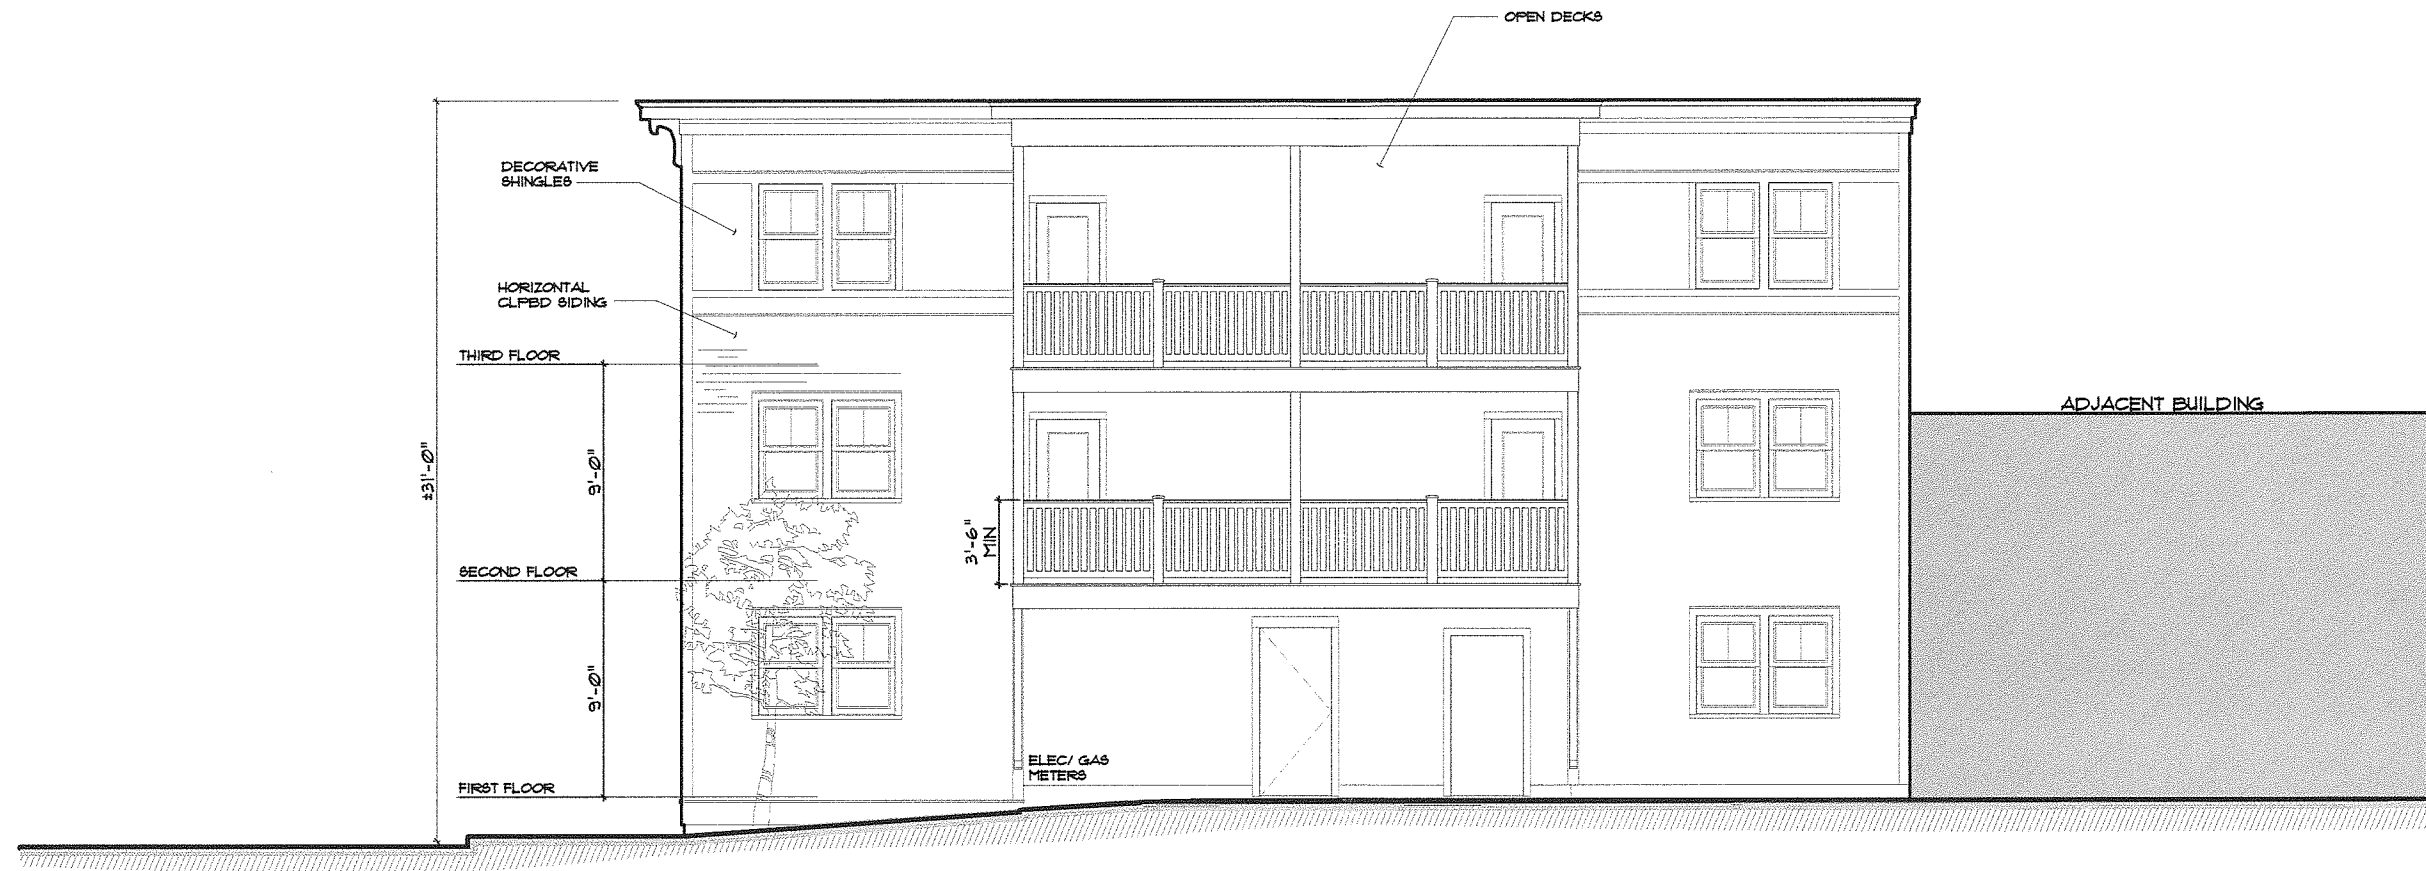 OPEN DECKS
DECORATIVE
SHINGLES
HORIZONTAL
CLPBD SIDING
THIRD FLOOR
ADJACENT BUILDING
±31'-0"
9'-0"
3'-6"
MIN
SECOND FLOOR
9'-0"
ELEC/ GAS
METERS
FIRST FLOOR